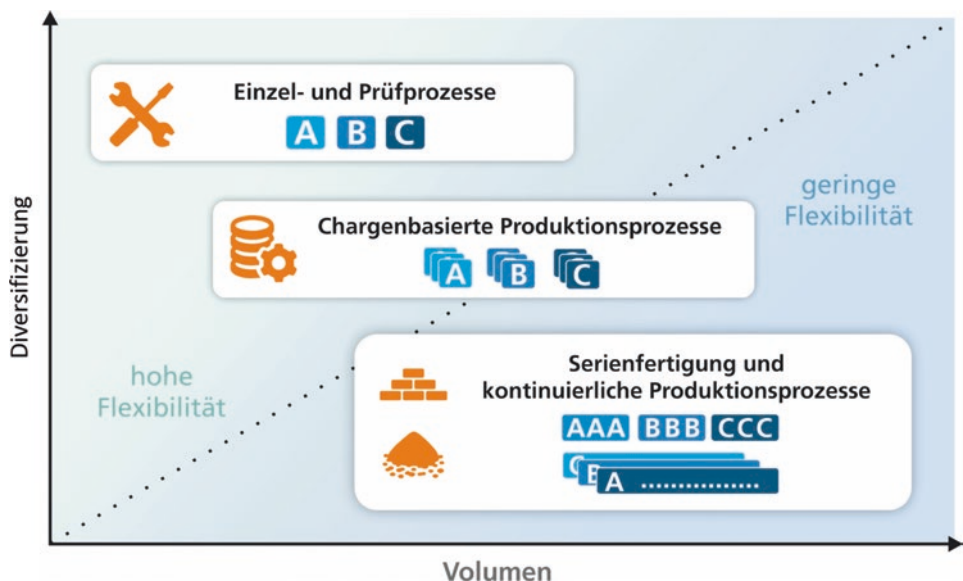 Diversifizierung
Einzel- und Prüfprozesse
A B C
geringe
Flexibilität
Chargenbasierte Produktionsprozesse
A B C
hohe
Flexibilität
Serienfertigung und
kontinuierliche Produktionsprozesse
AAA BBB CCC
C
B
A ................
Volumen